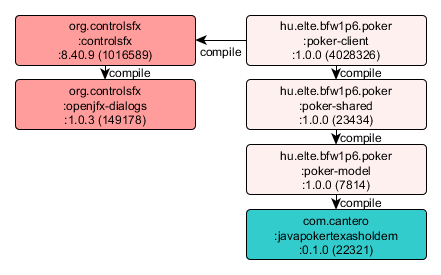 org.controlsfx
:controlsfx
:8.40.9 (1016589)
compile
hu.elte.bfw1p6.poker
:poker-client
:1.0.0 (4028326)
compile
compile
org.controlsfx
:openjfx-dialogs
:1.0.3 (149178)
hu.elte.bfw1p6.poker
:poker-shared
:1.0.0 (23434)
compile
hu.elte.bfw1p6.poker
:poker-model
:1.0.0 (7814)
compile
com.cantero
:javapokertexasholdem
:0.1.0 (22321)